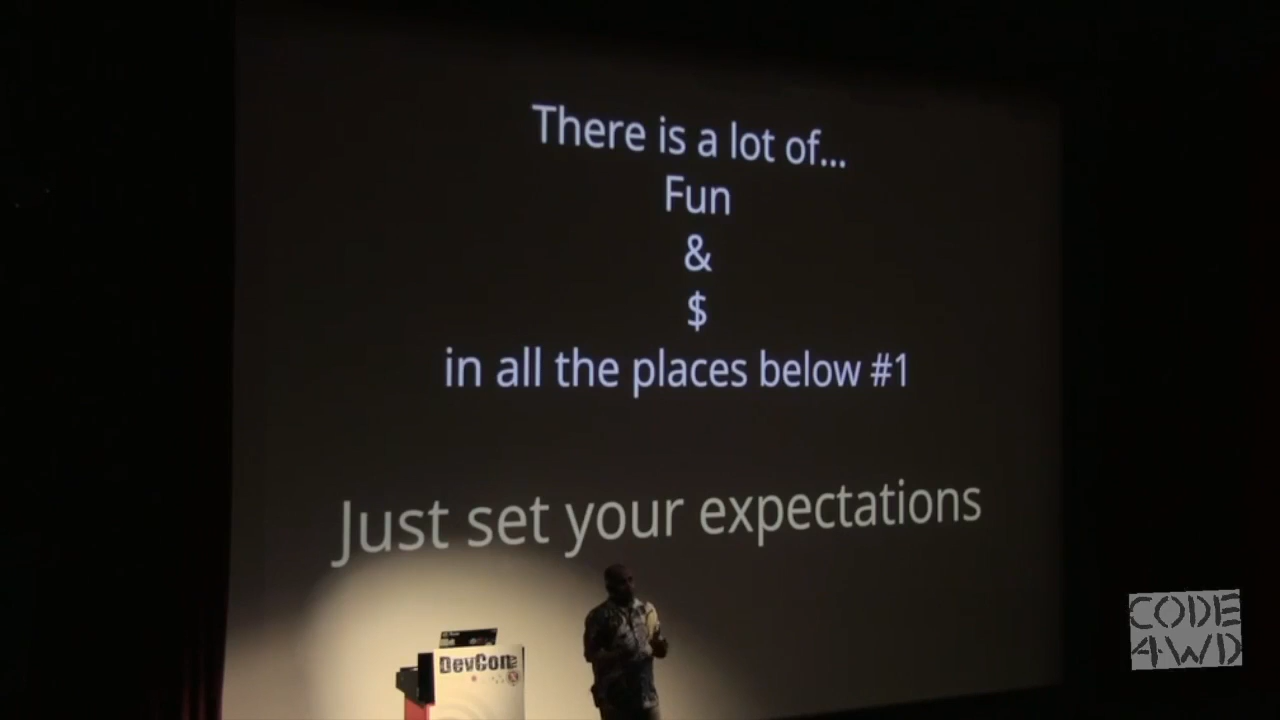 There is a lot of...
Fun
&
$
in all the places below #1
Just set your expectations
DevCon
CODE
4WD